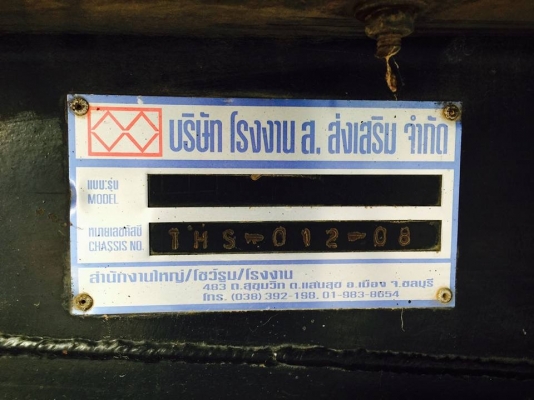 บริษัท โรงงาน ส. ส่งเสริม จำกัด
แบบ:รุ่น
MODEL
หมายเลขคัสซี
CHASSIS NO.
THS-012-08
สำนักงานใหญ่/โชว์รูม/โรงงาน
483 ถ.สุขุมวิท ต.แสนสุข อ.เมือง จ.ชลบุรี
โทร. (038) 392-198, 01-983-8654